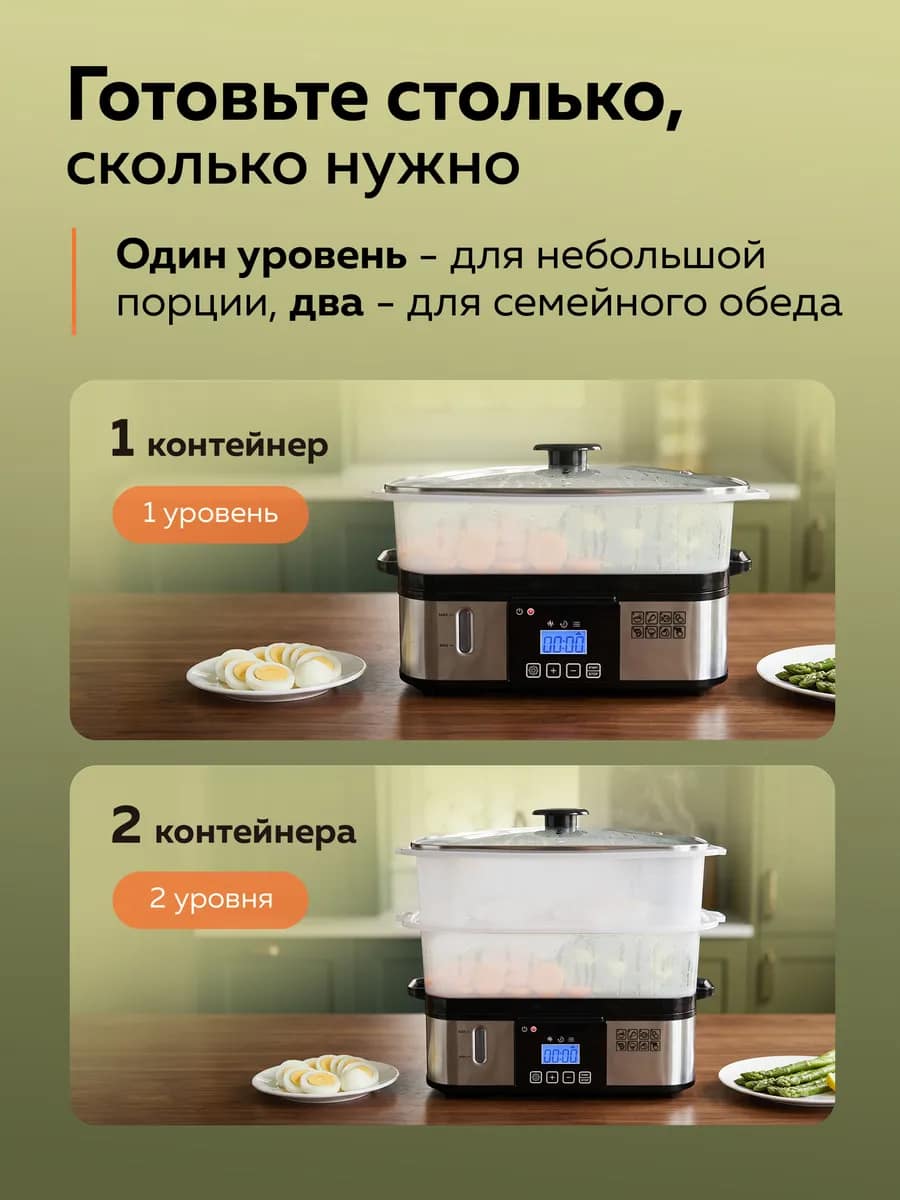 Готовьте столько,
сколько нужно
Один уровень - для небольшой
порции, два - для семейного обеда
1 контейнер
1 уровень
00:00
2 контейнера
2 уровня
00:00